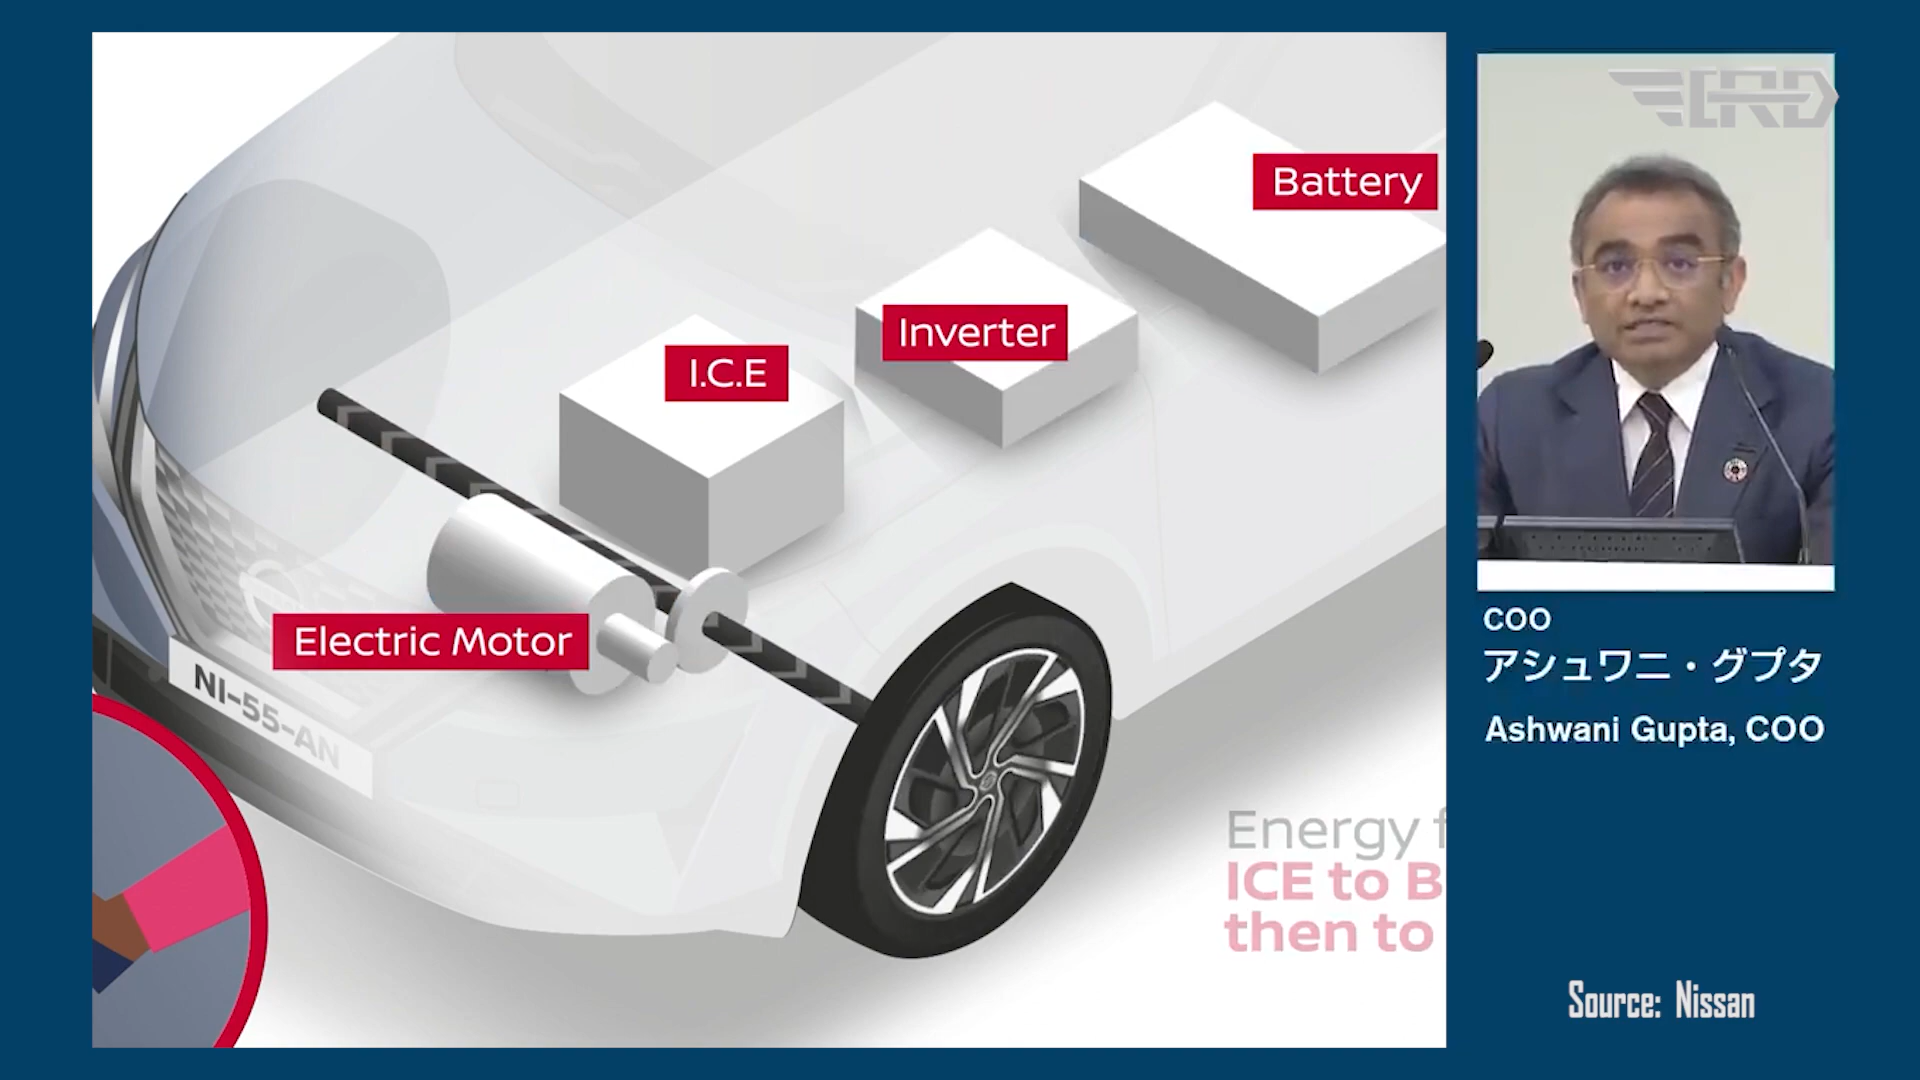 Battery
Inverter
I.C.E
Electric Motor
NI-55-AN
Energy f
ICE to B
then to
ERD
COO
アシュワニ・グプタ
Ashwani Gupta, COO
Source: Nissan